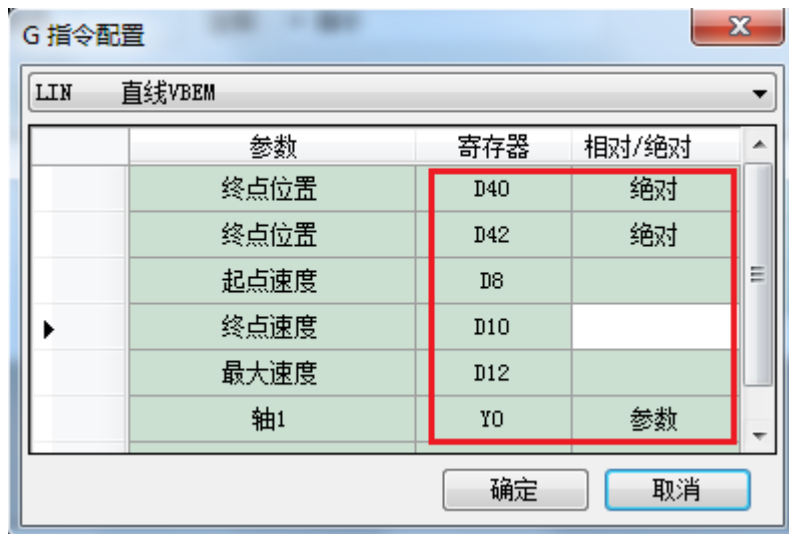 G 指令配置
LIN 直线VBEM
参数 寄存器 相对/绝对
终点位置 D40 绝对
终点位置 D42 绝对
起点速度 D8
终点速度 D10
最大速度 D12
轴1 Y0 参数
确定 取消